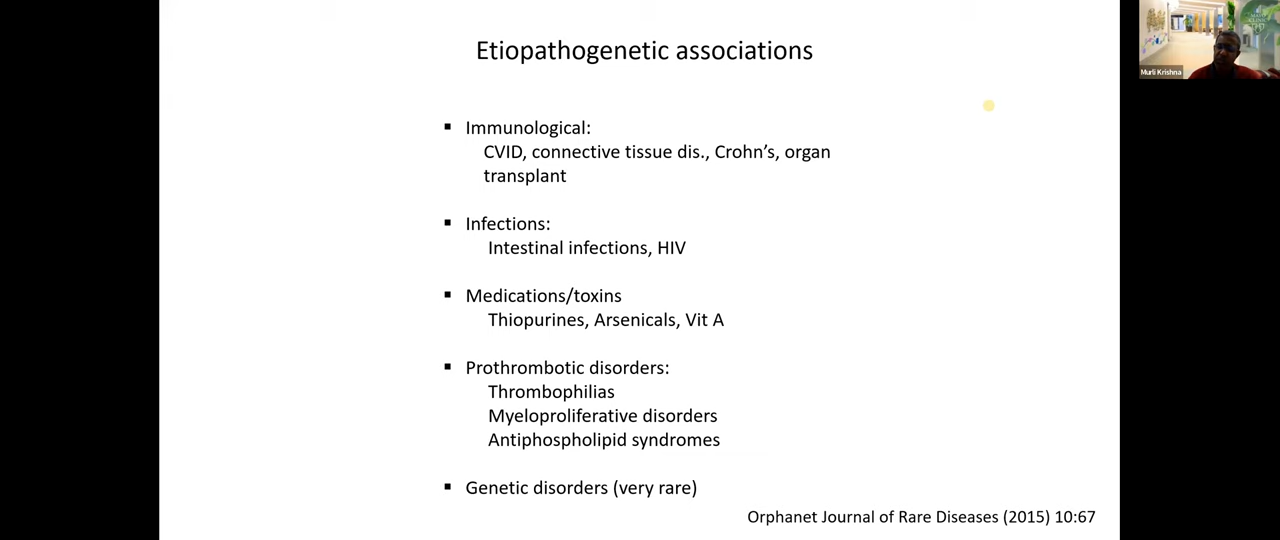 Etiopathogenetic associations
▪ Immunological:
CVID, connective tissue dis., Crohn's, organ
transplant
▪ Infections:
Intestinal infections, HIV
▪ Medications/toxins
Thiopurines, Arsenicals, Vit A
▪ Prothrombotic disorders:
Thrombophilias
Myeloproliferative disorders
Antiphospholipid syndromes
▪ Genetic disorders (very rare)
Orphanet Journal of Rare Diseases (2015) 10:67
Murli Krishna